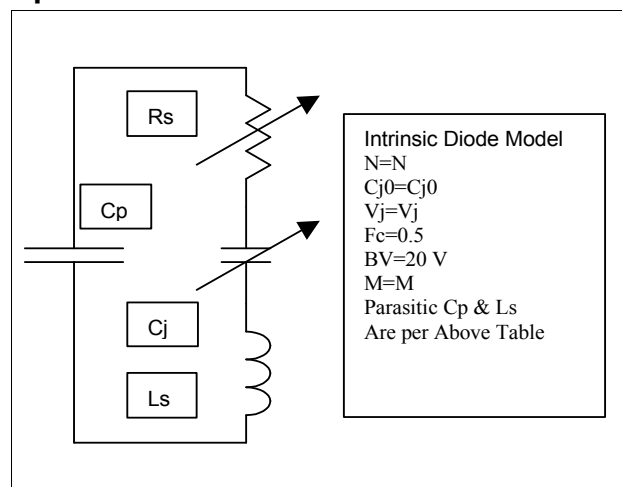 Rs
Cp
Cj
Ls
Intrinsic Diode Model
N=N
Cj0=Cj0
Vj=Vj
Fc=0.5
BV=20 V
M=M
Parasitic Cp & Ls
Are per Above Table